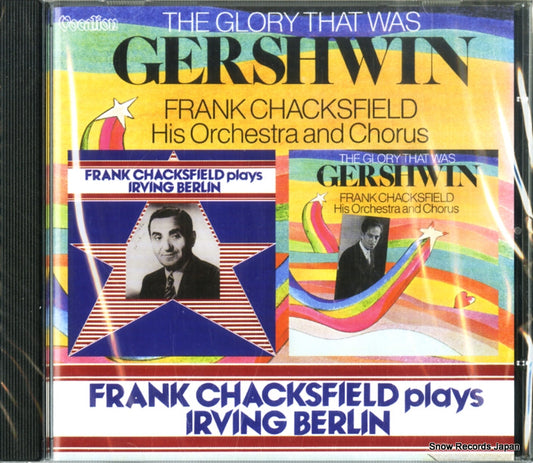 Vocalion
THE GLORY THAT WAS
GERSHWIN
FRANK CHACKSFIELD
His Orchestra and Chorus
FRANK CHACKSFIELD plays
IRVING BERLIN
THE GLORY THAT WAS
GERSHWIN
FRANK CHACKSFIELD
His Orchestra and Chorus
FRANK CHACKSFIELD plays
IRVING BERLIN
Snow Records Japan